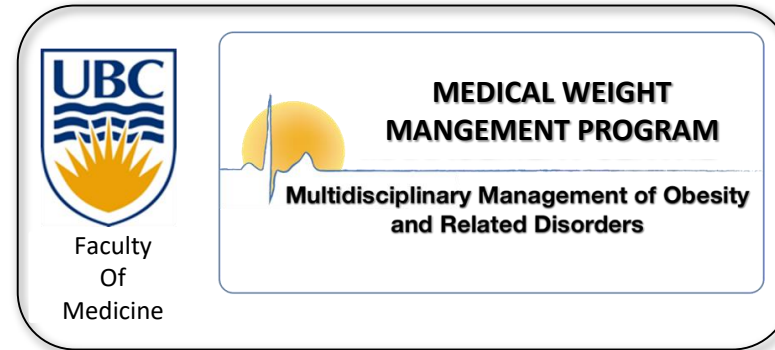 UBC
Faculty
Of
Medicine
MEDICAL WEIGHT
MANGEMENT PROGRAM
Multidisciplinary Management of Obesity
and Related Disorders